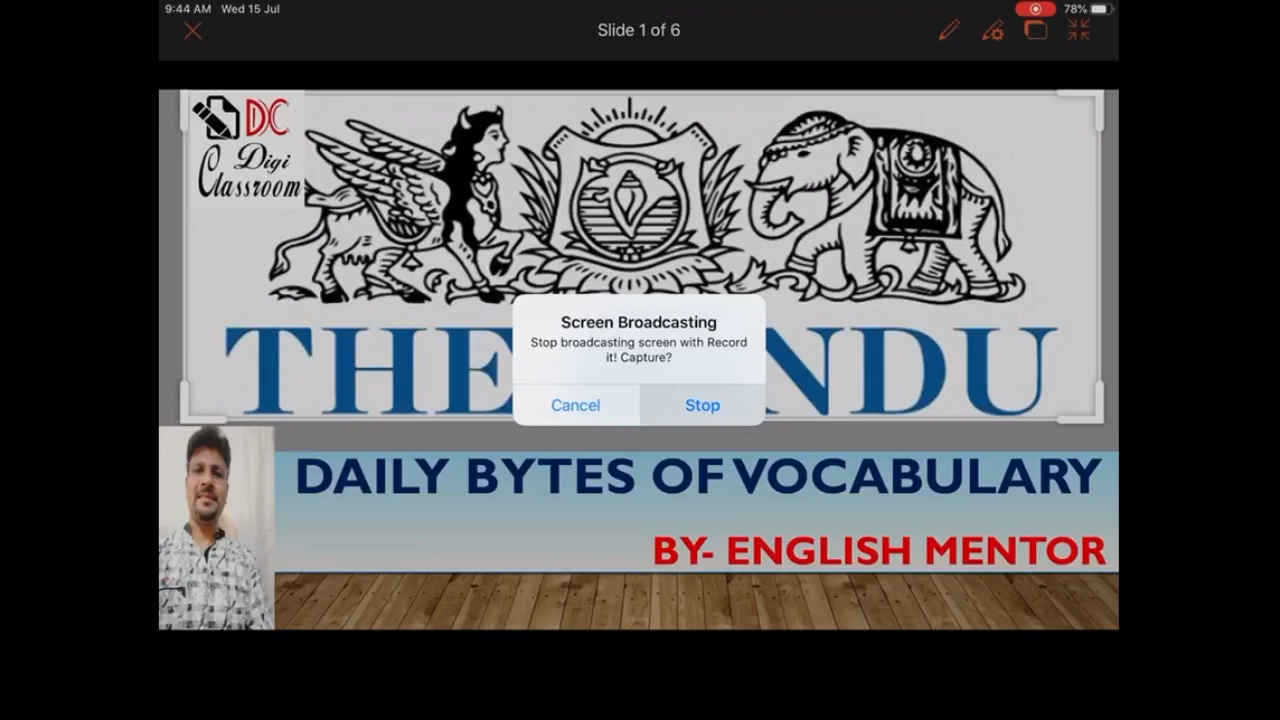 9:44 AM Wed 15 Jul
78%
Slide 1 of 6
DC
Digi
Classroom
Screen Broadcasting
Stop broadcasting screen with Record
it! Capture?
Cancel Stop
THE NDU
DAILY BYTES OF VOCABULARY
BY- ENGLISH MENTOR